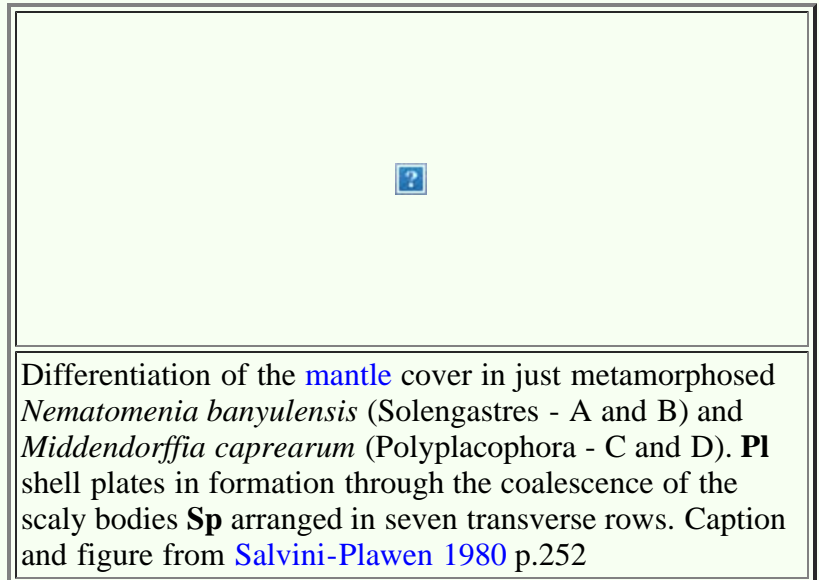 Differentiation of the mantle cover in just metamorphosed
Nematomenia banyulensis (Solengastres - A and B) and
Middendorffia caprearum (Polyplacophora - C and D). Pl
shell plates in formation through the coalescence of the
scaly bodies Sp arranged in seven transverse rows. Caption
and figure from Salvini-Plawen 1980 p.252